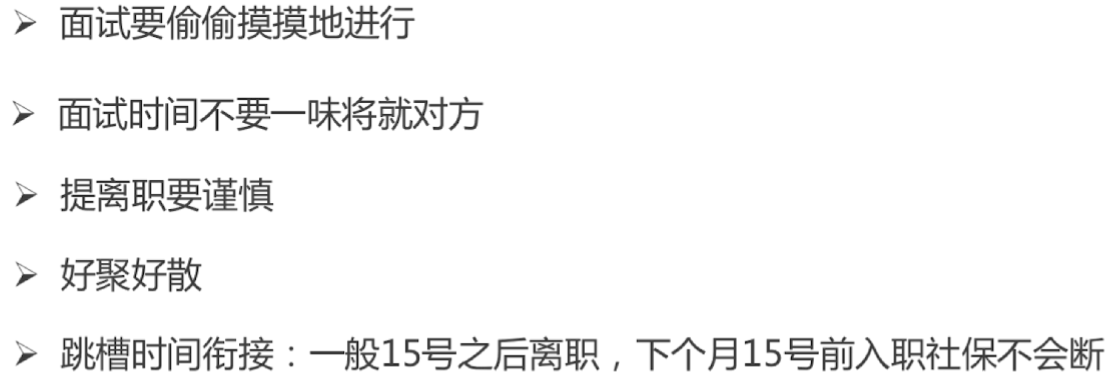 ➢ 面试要偷偷摸摸地进行
➢ 面试时间不要一味将就对方
➢ 提离职要谨慎
➢ 好聚好散
➢ 跳槽时间衔接：一般15号之后离职，下个月15号前入职社保不会断